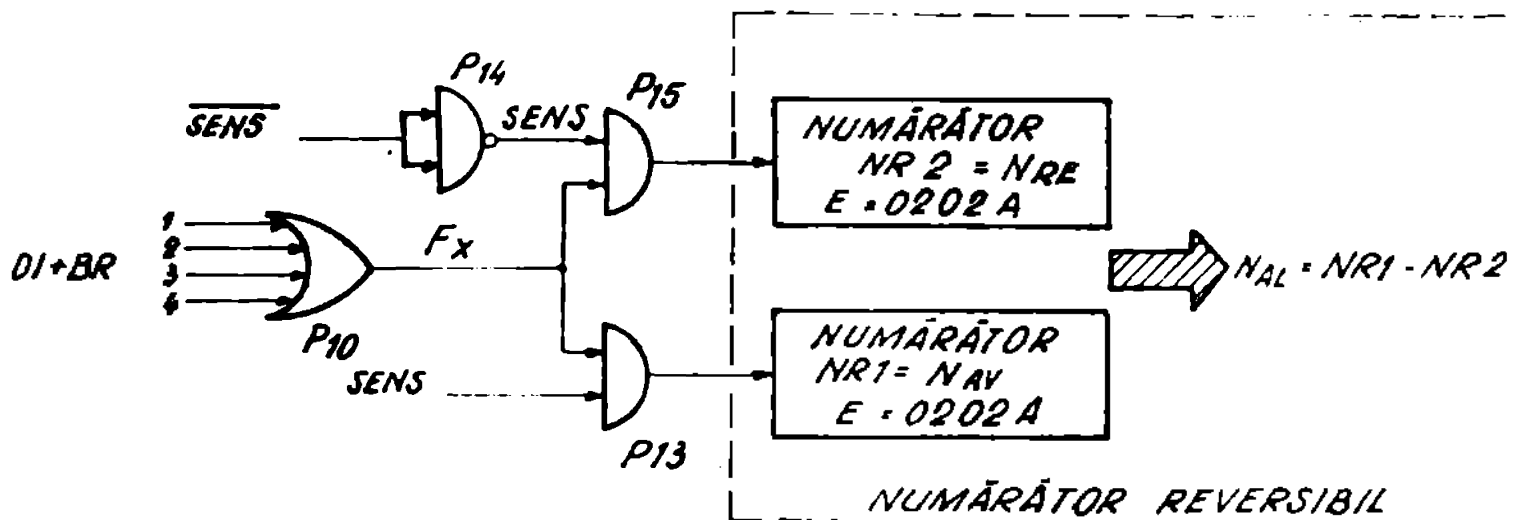 P14
SENS
SENS
P15
NUMĂRĂTOR
NR 2 = NRE
E = 0202 A
DI+BR
1
2
3
4
Fx
P10
NAL = NR1 - NR2
SENS
P13
NUMĂRĂTOR
NR1 = NAV
E = 0202 A
NUMĂRĂTOR REVERSIBIL